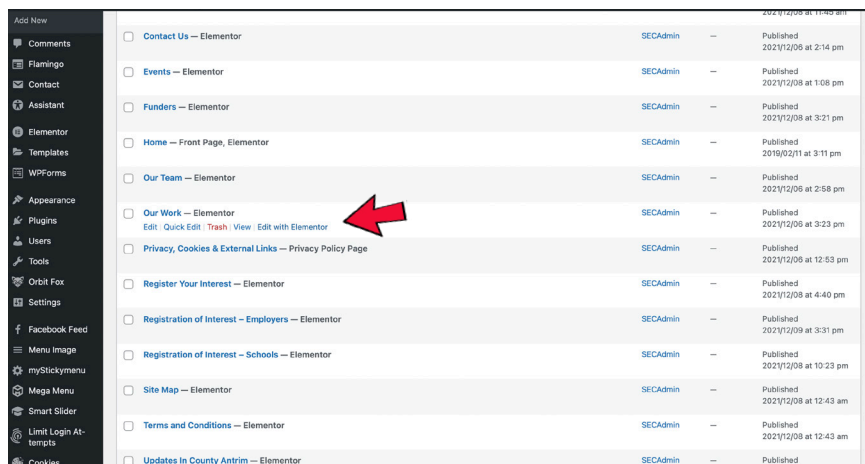 Add New
Comments
Flamingo
Contact
Assistant
Elementor
Templates
WPForms
Appearance
Plugins
Users
Tools
Orbit Fox
Settings
Facebook Feed
Menu Image
myStickymenu
Mega Menu
Smart Slider
Limit Login At-
tempts
Cookies
2021/12/08 at 11:45 am
Contact Us — Elementor SECAdmin — Published
2021/12/06 at 2:14 pm
Events — Elementor SECAdmin — Published
2021/12/08 at 1:08 pm
Funders — Elementor SECAdmin — Published
2021/12/08 at 3:21 pm
Home — Front Page, Elementor SECAdmin — Published
2019/02/11 at 3:11 pm
Our Team — Elementor SECAdmin — Published
2021/12/06 at 2:58 pm
Our Work — Elementor SECAdmin — Published
Edit | Quick Edit | Trash | View | Edit with Elementor 2021/12/06 at 3:23 pm
Privacy, Cookies & External Links — Privacy Policy Page SECAdmin — Published
2021/12/06 at 12:53 pm
Register Your Interest — Elementor SECAdmin — Published
2021/12/08 at 4:40 pm
Registration of Interest – Employers — Elementor SECAdmin — Published
2021/12/09 at 3:31 pm
Registration of Interest – Schools — Elementor SECAdmin — Published
2021/12/08 at 10:23 pm
Site Map — Elementor SECAdmin — Published
2021/12/08 at 12:43 am
Terms and Conditions — Elementor SECAdmin — Published
2021/12/08 at 12:43 am
Updates In County Antrim — Elementor SECAdmin — Published